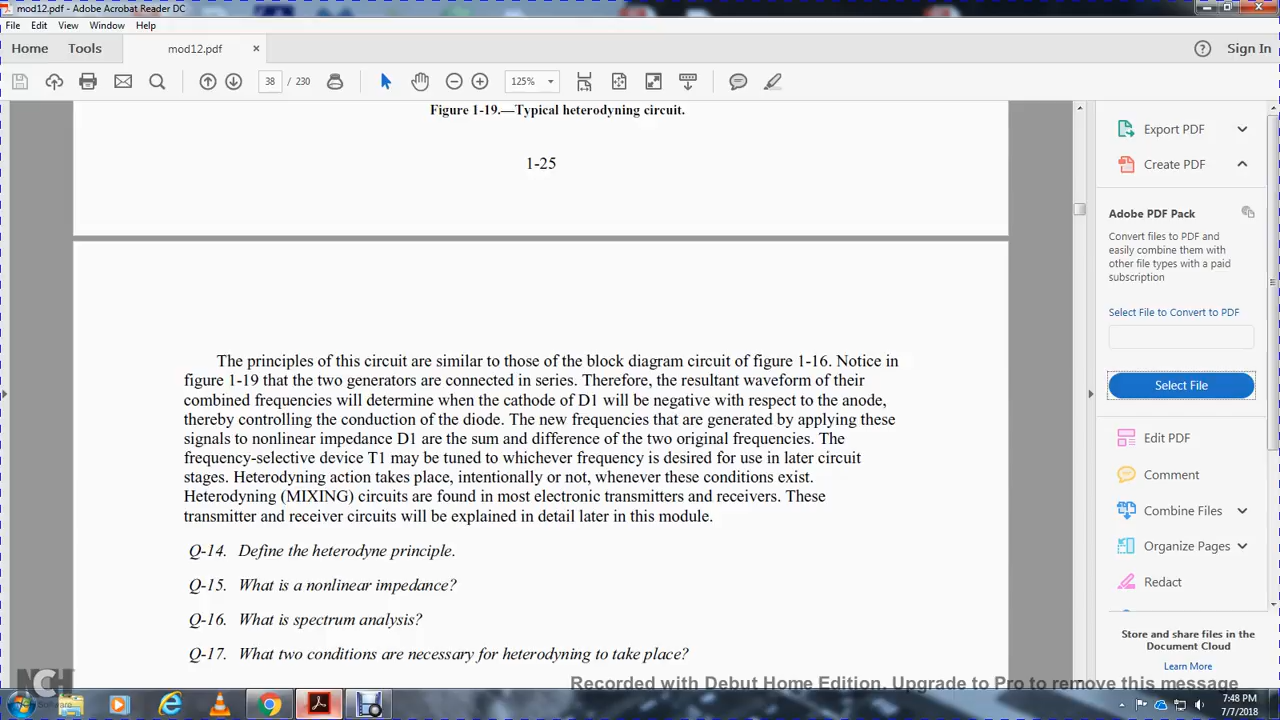 mod12.pdf - Adobe Acrobat Reader DC
File Edit View Window Help
Home Tools mod12.pdf × Sign In
38 / 230 125%
Figure 1-19.—Typical heterodyning circuit.
1-25
The principles of this circuit are similar to those of the block diagram circuit of figure 1-16. Notice in
figure 1-19 that the two generators are connected in series. Therefore, the resultant waveform of their
combined frequencies will determine when the cathode of D1 will be negative with respect to the anode,
thereby controlling the conduction of the diode. The new frequencies that are generated by applying these
signals to nonlinear impedance D1 are the sum and difference of the two original frequencies. The
frequency-selective device T1 may be tuned to whichever frequency is desired for use in later circuit
stages. Heterodyning action takes place, intentionally or not, whenever these conditions exist.
Heterodyning (MIXING) circuits are found in most electronic transmitters and receivers. These
transmitter and receiver circuits will be explained in detail later in this module.
Q-14. Define the heterodyne principle.
Q-15. What is a nonlinear impedance?
Q-16. What is spectrum analysis?
Q-17. What two conditions are necessary for heterodyning to take place?
Export PDF
Create PDF
Adobe PDF Pack
Convert files to PDF and
easily combine them with
other file types with a paid
subscription
Select File to Convert to PDF
Select File
Edit PDF
Comment
Combine Files
Organize Pages
Redact
Store and share files in the
Document Cloud
Learn More
NCH
Software
Recorded with Debut Home Edition. Upgrade to Pro to remove this message
7:48 PM
7/7/2018